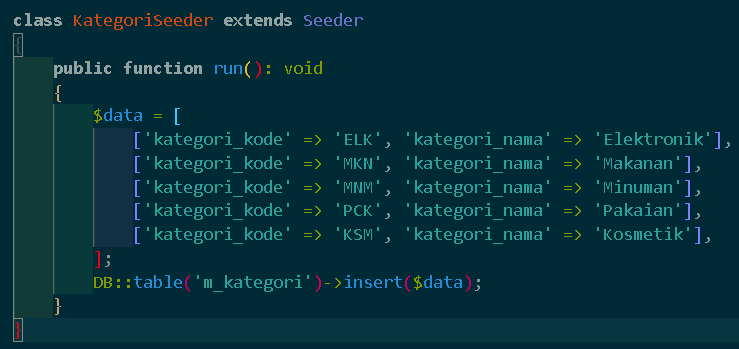 class KategoriSeeder extends Seeder
{
    public function run(): void
    {
        $data = [
            ['kategori_kode' => 'ELK', 'kategori_nama' => 'Elektronik'],
            ['kategori_kode' => 'MKN', 'kategori_nama' => 'Makanan'],
            ['kategori_kode' => 'MNM', 'kategori_nama' => 'Minuman'],
            ['kategori_kode' => 'PCK', 'kategori_nama' => 'Pakaian'],
            ['kategori_kode' => 'KSM', 'kategori_nama' => 'Kosmetik'],
        ];
        DB::table('m_kategori')->insert($data);
    }
}